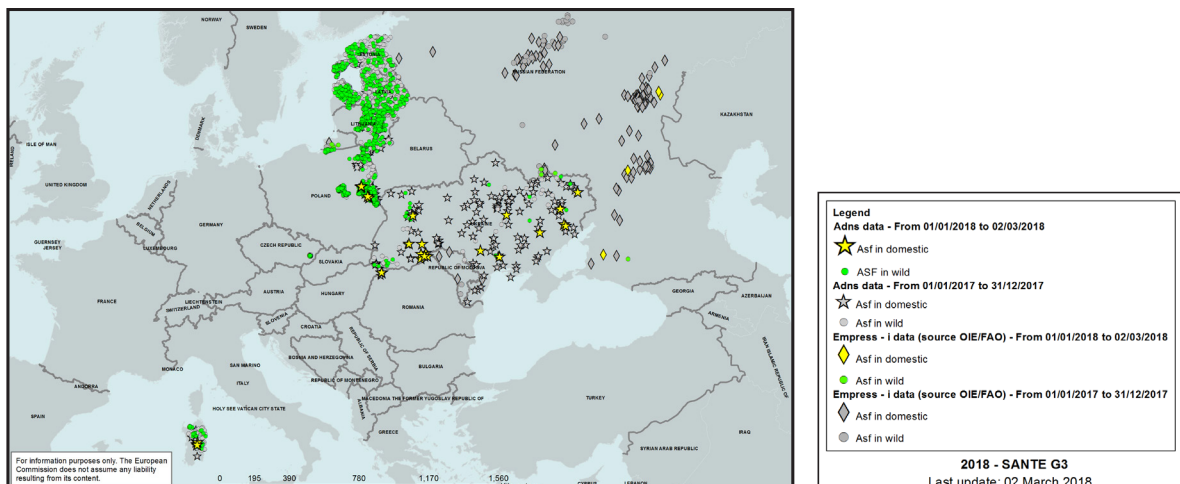 NORWAY
SWEDEN
ESTONIA
RUSSIAN FEDERATION
LATVIA
KAZAKHSTAN
DENMARK
LITHUANIA
IRELAND
ISLE OF MAN
BELARUS
UNITED KINGDOM
POLAND
NETHERLANDS
GERMANY
BELGIUM
GUERNSEY
JERSEY
LUXEMBOURG
CZECH REPUBLIC
SLOVAKIA
REPUBLIC OF MOLDOVA
AUSTRIA
HUNGARY
FRANCE
LIECHTENSTEIN
SWITZERLAND
ROMANIA
GEORGIA
AZERBAIJAN
SLOVENIA
CROATIA
ARMENIA
BOSNIA AND HERZEGOVINA
REPUBLIC OF SERBIA
IRAN ISLAMIC REPUBLIC OF
MONACO
SAN MARINO
BULGARIA
REPUBLIC OF MONTENEGRO
ANDORRA
ITALY
MACEDONIA THE FORMER YUGOSLAV REPUBLIC OF
TURKEY
HOLY SEE VATICAN CITY STATE
ALBANIA
SPAIN
GREECE
IRAQ
SYRIAN ARAB REPUBLIC
CYPRUS
LEBANON
For information purposes only. The European
Commission does not assume any liability
resulting from its content.
0 195 390 780 1,170 1,560
Legend
Adns data - From 01/01/2018 to 02/03/2018
Asf in domestic
ASF in wild
Adns data - From 01/01/2017 to 31/12/2017
Asf in domestic
Asf in wild
Empress - i data (source OIE/FAO) - From 01/01/2018 to 02/03/2018
Asf in domestic
Asf in wild
Empress - i data (source OIE/FAO) - From 01/01/2017 to 31/12/2017
Asf in domestic
Asf in wild
2018 - SANTE G3
Last update: 02 March 2018